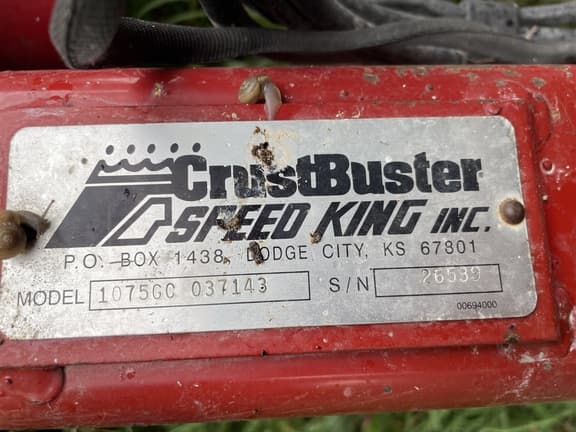 CrustBuster
SPEED KING INC.
P.O. BOX 1438, DODGE CITY, KS 67801
MODEL 1075GC 037143 S/N 26539
00694000